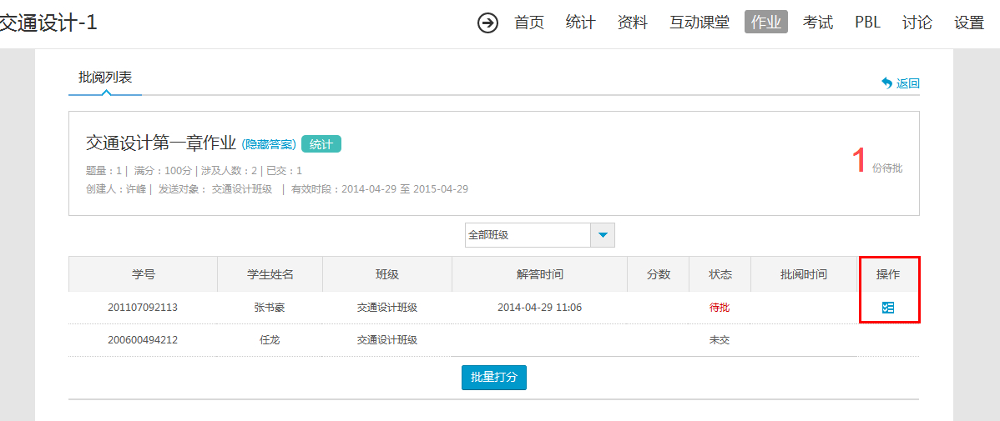 交通设计-1 首页 统计 资料 互动课堂 作业 考试 PBL 讨论 设置
批阅列表 返回
交通设计第一章作业 (隐藏答案) 统计
题量：1 | 满分：100分 | 涉及人数：2 | 已交：1
1 份待批
创建人：许峰 | 发送对象： 交通设计班级 | 有效时段：2014-04-29 至 2015-04-29
全部班级
学号 学生姓名 班级 解答时间 分数 状态 批阅时间 操作
201107092113 张书豪 交通设计班级 2014-04-29 11:06 待批
200600494212 任龙 交通设计班级 未交
批量打分